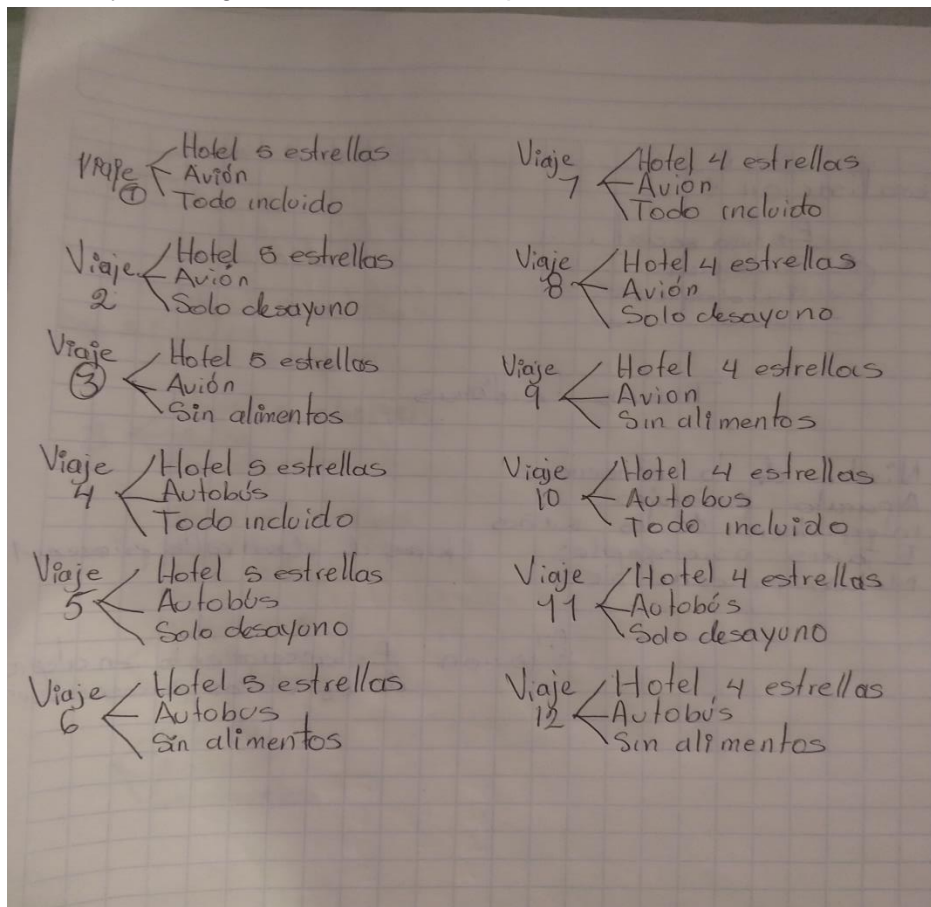 Viaje
①
Hotel 5 estrellas
Avión
Todo incluido
Viaje
2
Hotel 5 estrellas
Avión
Solo desayuno
Viaje
③
Hotel 5 estrellas
Avión
Sin alimentos
Viaje
4
Hotel 5 estrellas
Autobús
Todo incluido
Viaje
5
Hotel 5 estrellas
Autobús
Solo desayuno
Viaje
6
Hotel 5 estrellas
Autobus
Sin alimentos
Viaje
7
Hotel 4 estrellas
Avion
Todo incluido
Viaje
8
Hotel 4 estrellas
Avión
Solo desayuno
Viaje
9
Hotel 4 estrellas
Avion
Sin alimentos
Viaje
10
Hotel 4 estrellas
Autobus
Todo incluido
Viaje
11
Hotel 4 estrellas
Autobús
Solo desayuno
Viaje
12
Hotel 4 estrellas
Autobús
Sin alimentos